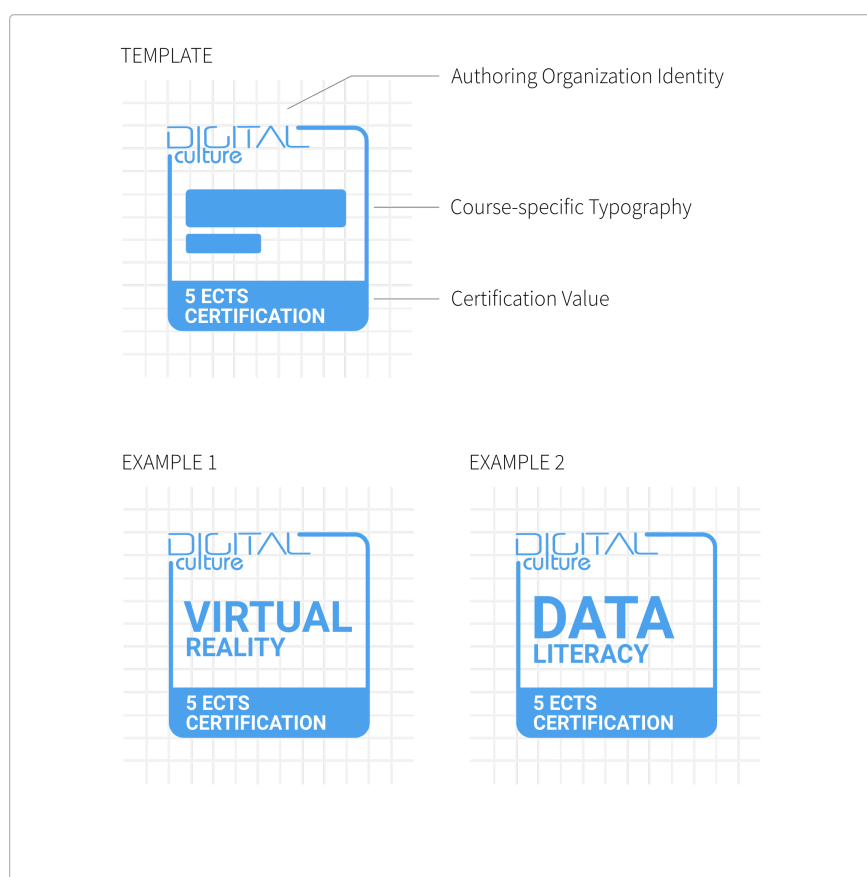 TEMPLATE
Authoring Organization Identity
DIGITAL
culture
Course-specific Typography
5 ECTS
CERTIFICATION
Certification Value
EXAMPLE 1
DIGITAL
culture
VIRTUAL
REALITY
5 ECTS
CERTIFICATION
EXAMPLE 2
DIGITAL
culture
DATA
LITERACY
5 ECTS
CERTIFICATION